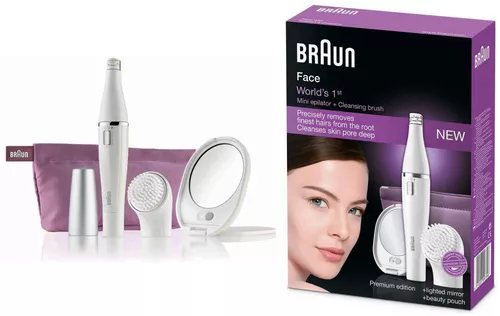 BRAUN
BRAUN
BRAUN
Face
World's 1st
Mini epilator + Cleansing brush
Precisely removes
finest hairs from the root
Cleanses skin pore deep
NEW
Premium edition
+lighted mirror
+beauty pouch